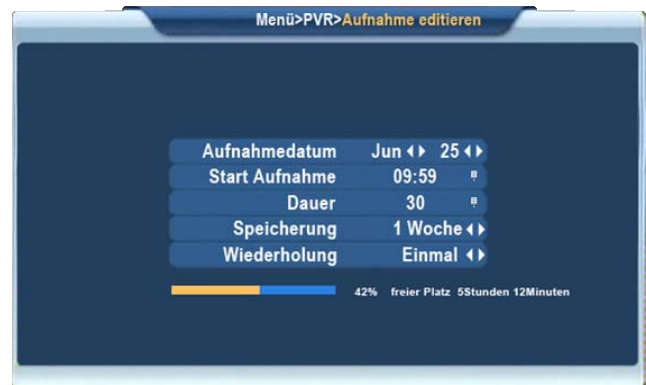 Menü>PVR>Aufnahme editieren
Aufnahmedatum Jun 25
Start Aufnahme 09:59
Dauer 30
Speicherung 1 Woche
Wiederholung Einmal
42% freier Platz 5Stunden 12Minuten